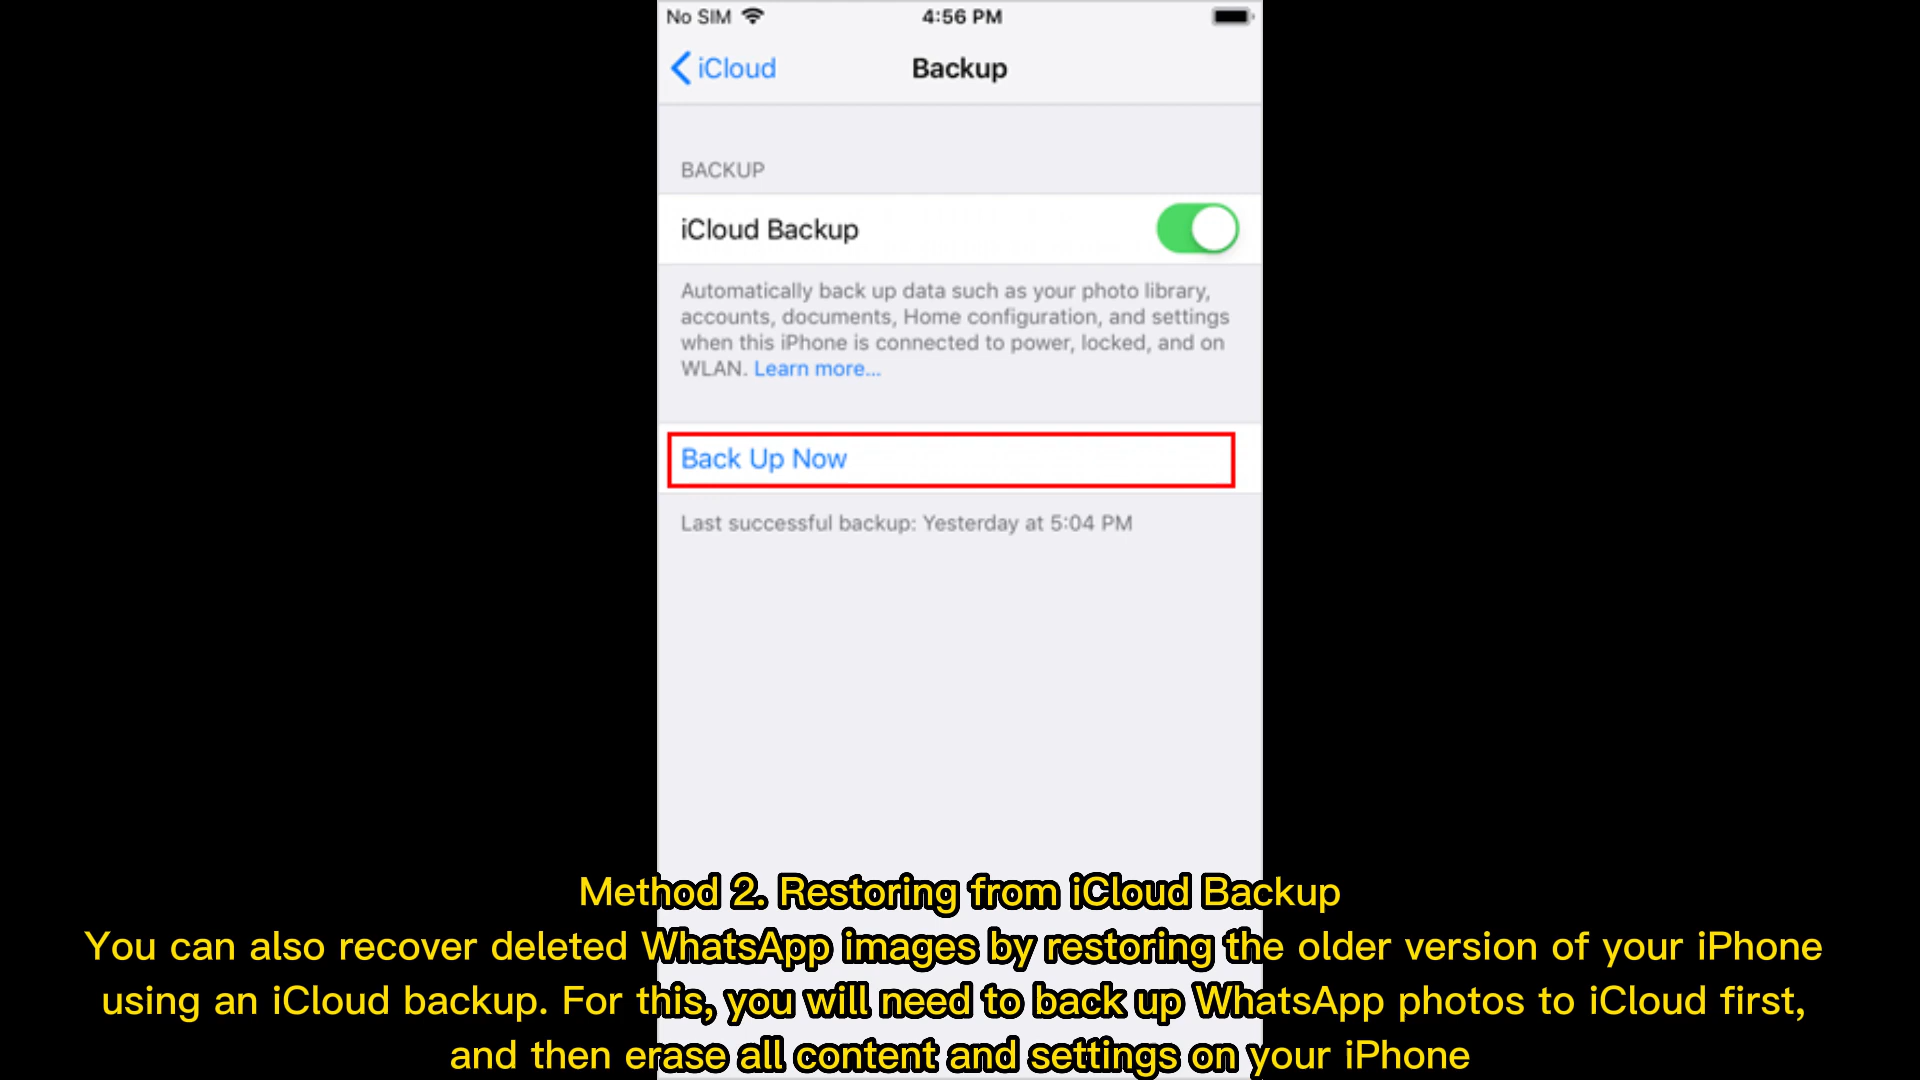 No SIM
4:56 PM
iCloud
Backup
BACKUP
iCloud Backup
Automatically back up data such as your photo library,
accounts, documents, Home configuration, and settings
when this iPhone is connected to power, locked, and on
WLAN. Learn more...
Back Up Now
Last successful backup: Yesterday at 5:04 PM
Method 2. Restoring from iCloud Backup
You can also recover deleted WhatsApp images by restoring the older version of your iPhone
using an iCloud backup. For this, you will need to back up WhatsApp photos to iCloud first,
and then erase all content and settings on your iPhone